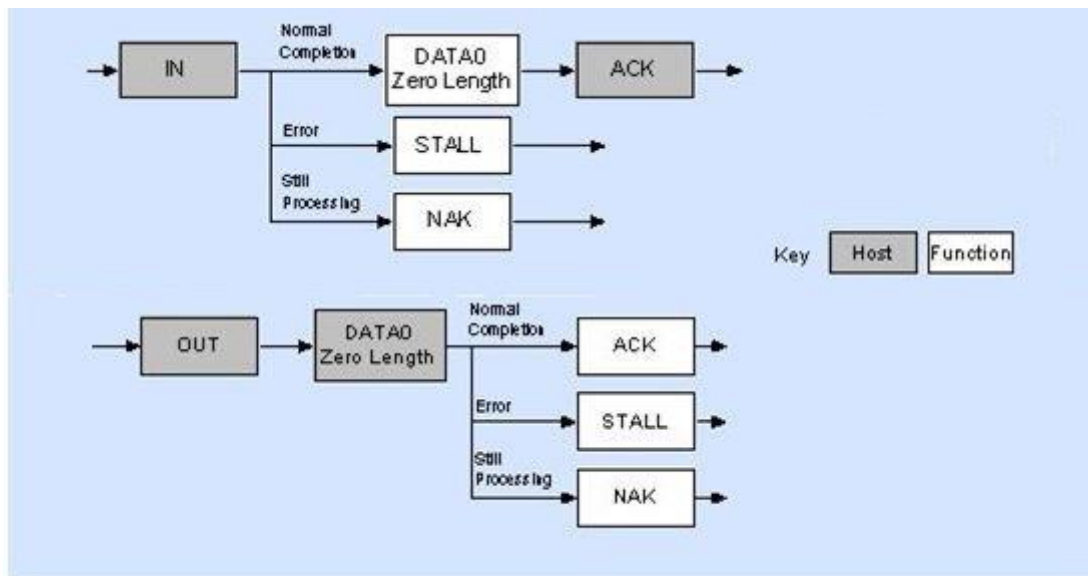 Normal
Completion
IN
DATA0
Zero Length
ACK
Error
STALL
Still
Processing
NAK
Key
Host
Function
Normal
Completion
OUT
DATA0
Zero Length
ACK
Error
STALL
Still
Processing
NAK